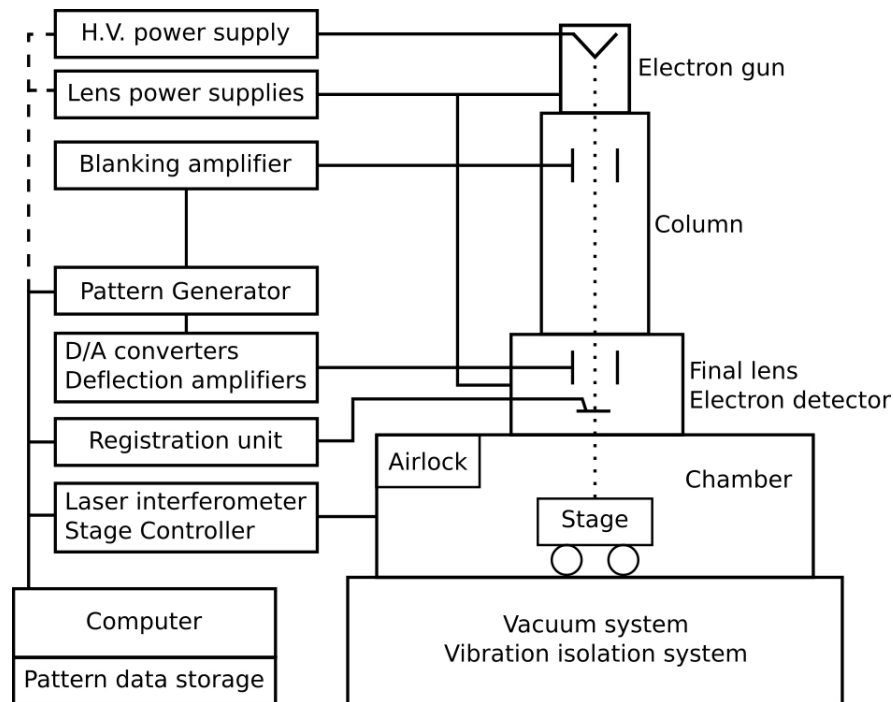 H.V. power supply
Electron gun
Lens power supplies
Blanking amplifier
Column
Pattern Generator
D/A converters
Deflection amplifiers
Final lens
Electron detector
Registration unit
Airlock
Chamber
Laser interferometer
Stage Controller
Stage
Computer
Pattern data storage
Vacuum system
Vibration isolation system